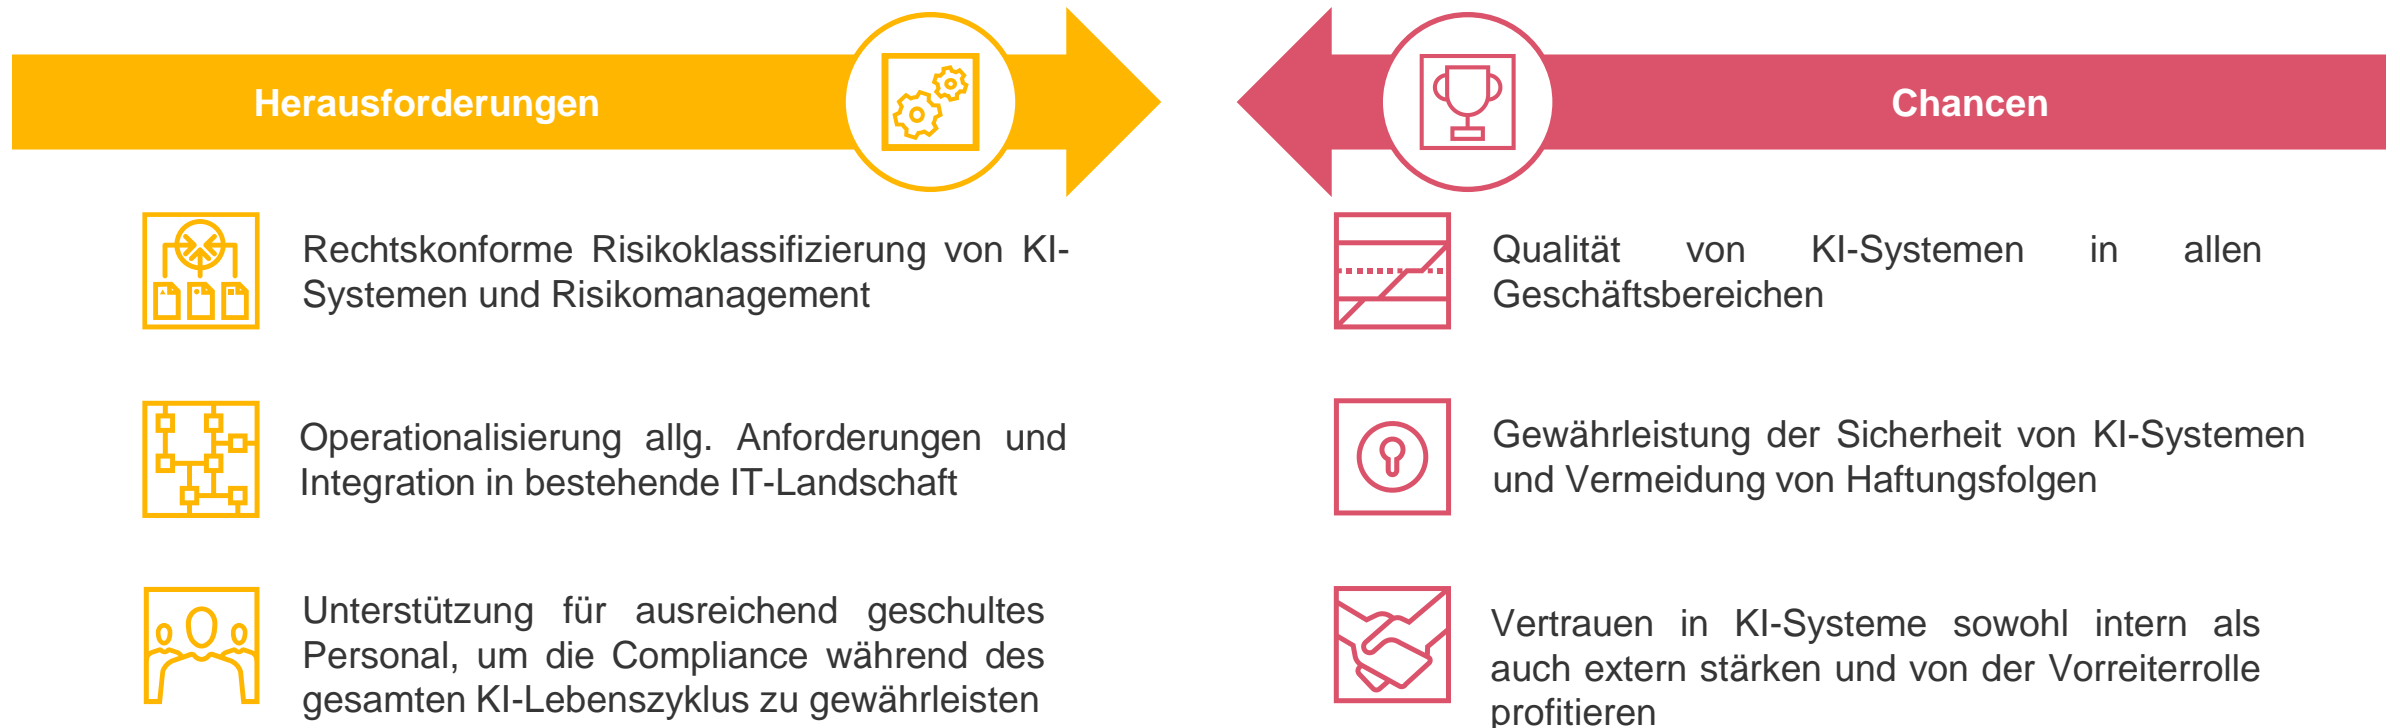 Herausforderungen
Rechtskonforme Risikoklassifizierung von KI-
Systemen und Risikomanagement
Operationalisierung allg. Anforderungen und
Integration in bestehende IT-Landschaft
Unterstützung für ausreichend geschultes
Personal, um die Compliance während des
gesamten KI-Lebenszyklus zu gewährleisten
Chancen
Qualität von KI-Systemen in allen
Geschäftsbereichen
Gewährleistung der Sicherheit von KI-Systemen
und Vermeidung von Haftungsfolgen
Vertrauen in KI-Systeme sowohl intern als
auch extern stärken und von der Vorreiterrolle
profitieren